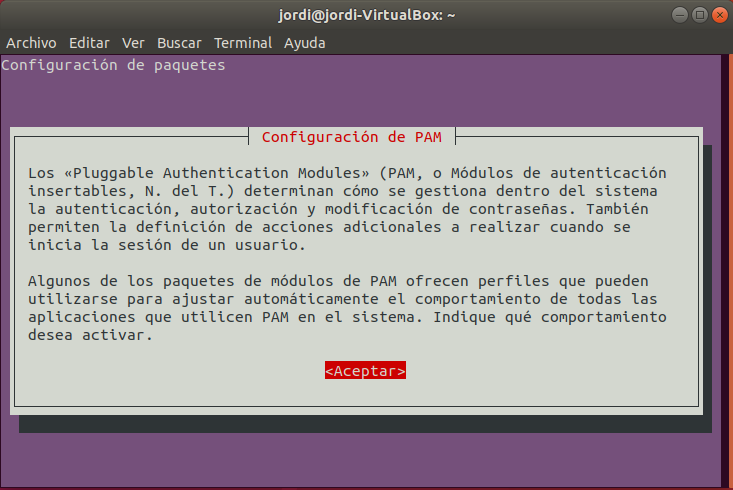 jordi@jordi-VirtualBox: ~
Archivo Editar Ver Buscar Terminal Ayuda
Configuración de paquetes
Configuración de PAM
Los «Pluggable Authentication Modules» (PAM, o Módulos de autenticación
insertables, N. del T.) determinan cómo se gestiona dentro del sistema
la autenticación, autorización y modificación de contraseñas. También
permiten la definición de acciones adicionales a realizar cuando se
inicia la sesión de un usuario.
Algunos de los paquetes de módulos de PAM ofrecen perfiles que pueden
utilizarse para ajustar automáticamente el comportamiento de todas las
aplicaciones que utilicen PAM en el sistema. Indique qué comportamiento
desea activar.
<Aceptar>